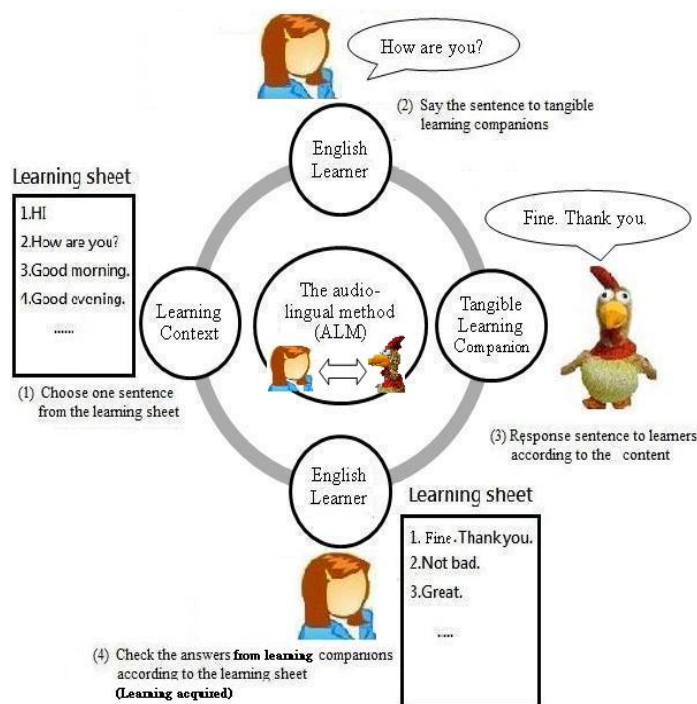 How are you?
(2) Say the sentence to tangible
learning companions
English
Learner
Learning sheet
1.HI
2.How are you?
3.Good morning.
4.Good evening.
......
Learning
Context
(1) Choose one sentence
from the learning sheet
The audio-
lingual method
(ALM)
Fine. Thank you.
Tangible
Learning
Companion
(3) Response sentence to learners
according to the content
English
Learner
Learning sheet
1. Fine.Thank you.
2.Not bad.
3.Great.
.....
(4) Check the answers from learning companions
according to the learning sheet
(Learning acquired)